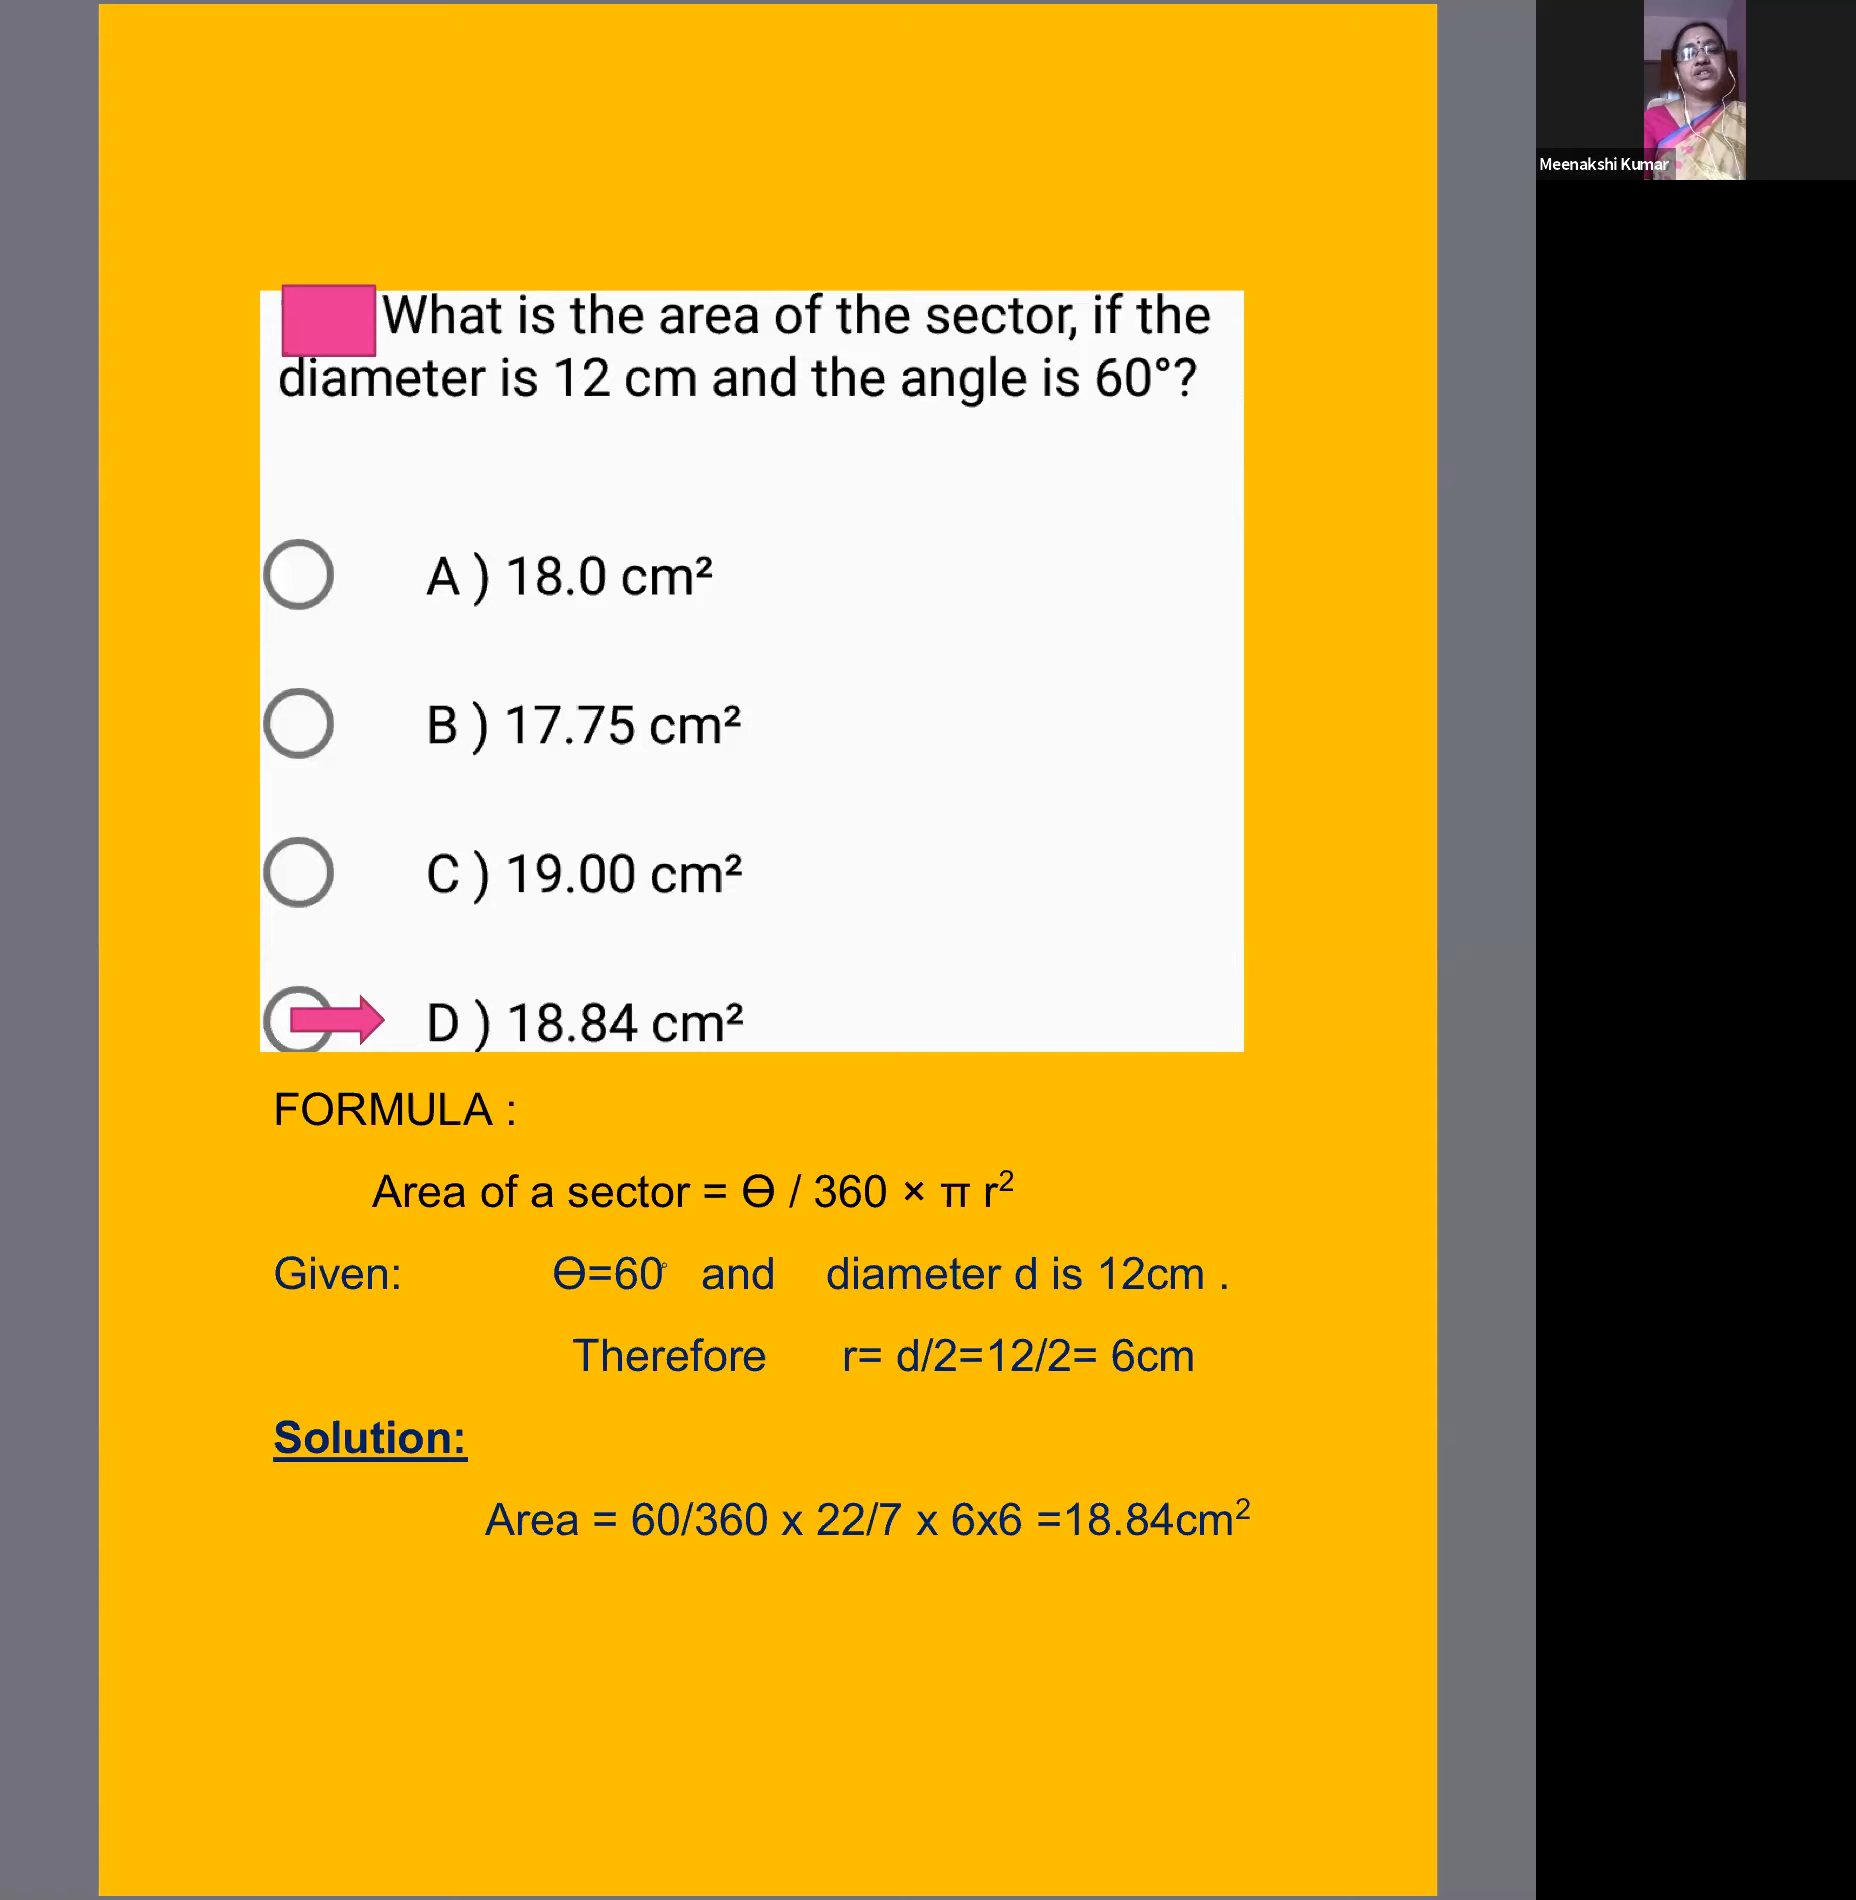 What is the area of the sector, if the
diameter is 12 cm and the angle is 60°?
A ) 18.0 cm²
B ) 17.75 cm²
C ) 19.00 cm²
D ) 18.84 cm²
FORMULA :
Area of a sector = Ɵ / 360 × π r²
Given: Ɵ=60° and diameter d is 12cm .
Therefore r= d/2=12/2= 6cm
Solution:
Area = 60/360 x 22/7 x 6x6 =18.84cm²
Meenakshi Kumar